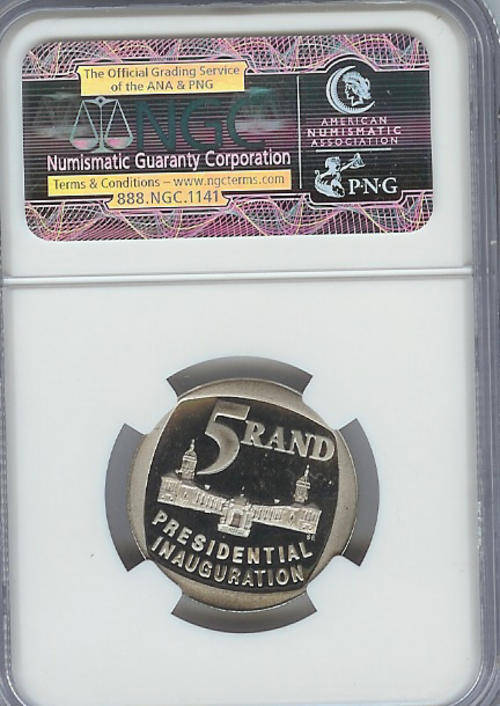 The Official Grading Service
of the ANA & PNG
NGC
Numismatic Guaranty Corporation
Terms & Conditions – www.ngcterms.com
888.NGC.1141
AMERICAN
NUMISMATIC
ASSOCIATION
P·N·G
5 RAND
PRESIDENTIAL
INAUGURATION